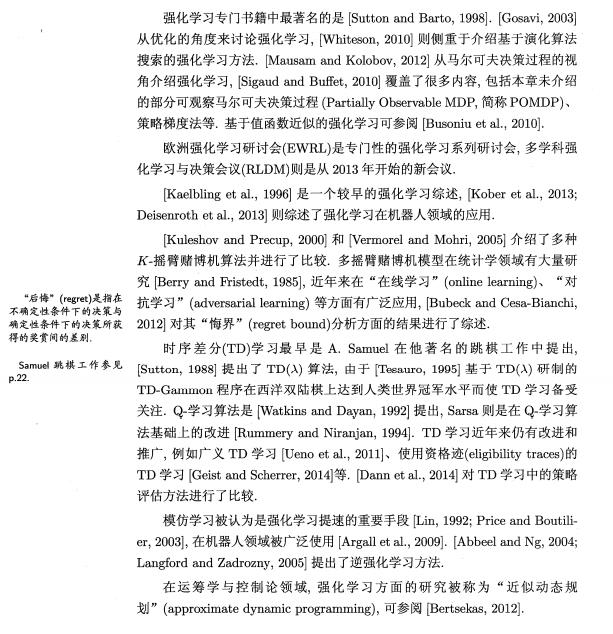 强化学习专门书籍中最著名的是 [Sutton and Barto, 1998]. [Gosavi, 2003]
从优化的角度来讨论强化学习, [Whiteson, 2010] 则侧重于介绍基于演化算法
搜索的强化学习方法. [Mausam and Kolobov, 2012] 从马尔可夫决策过程的视
角介绍强化学习, [Sigaud and Buffet, 2010] 覆盖了很多内容, 包括本章未介绍
的部分可观察马尔可夫决策过程 (Partially Observable MDP, 简称 POMDP)、
策略梯度法等. 基于值函数近似的强化学习可参阅 [Busoniu et al., 2010].
欧洲强化学习研讨会(EWRL)是专门性的强化学习系列研讨会, 多学科强
化学习与决策会议(RLDM)则是从 2013 年开始的新会议.
[Kaelbling et al., 1996] 是一个较早的强化学习综述, [Kober et al., 2013;
Deisenroth et al., 2013] 则综述了强化学习在机器人领域的应用.
[Kuleshov and Precup, 2000] 和 [Vermorel and Mohri, 2005] 介绍了多种
K-摇臂赌博机算法并进行了比较. 多摇臂赌博机模型在统计学领域有大量研
究 [Berry and Fristedt, 1985], 近年来在“在线学习”(online learning)、“对
抗学习”(adversarial learning) 等方面有广泛应用, [Bubeck and Cesa-Bianchi,
2012] 对其“悔界”(regret bound)分析方面的结果进行了综述.
“后悔”(regret)是指在
不确定性条件下的决策与
确定性条件下的决策所获
得的奖赏间的差别.
时序差分(TD)学习最早是 A. Samuel 在他著名的跳棋工作中提出,
[Sutton, 1988] 提出了 TD(λ) 算法, 由于 [Tesauro, 1995] 基于 TD(λ) 研制的
TD-Gammon 程序在西洋双陆棋上达到人类世界冠军水平而使 TD 学习备受
关注. Q-学习算法是 [Watkins and Dayan, 1992] 提出, Sarsa 则是在 Q-学习算
法基础上的改进 [Rummery and Niranjan, 1994]. TD 学习近年来仍有改进和
推广, 例如广义 TD 学习 [Ueno et al., 2011]、使用资格迹(eligibility traces)的
TD 学习 [Geist and Scherrer, 2014]等. [Dann et al., 2014] 对 TD 学习中的策略
评估方法进行了比较.
Samuel 跳棋工作参见
p.22.
模仿学习被认为是强化学习提速的重要手段 [Lin, 1992; Price and Boutili-
er, 2003], 在机器人领域被广泛使用 [Argall et al., 2009]. [Abbeel and Ng, 2004;
Langford and Zadrozny, 2005] 提出了逆强化学习方法.
在运筹学与控制论领域, 强化学习方面的研究被称为“近似动态规
划”(approximate dynamic programming), 可参阅 [Bertsekas, 2012].